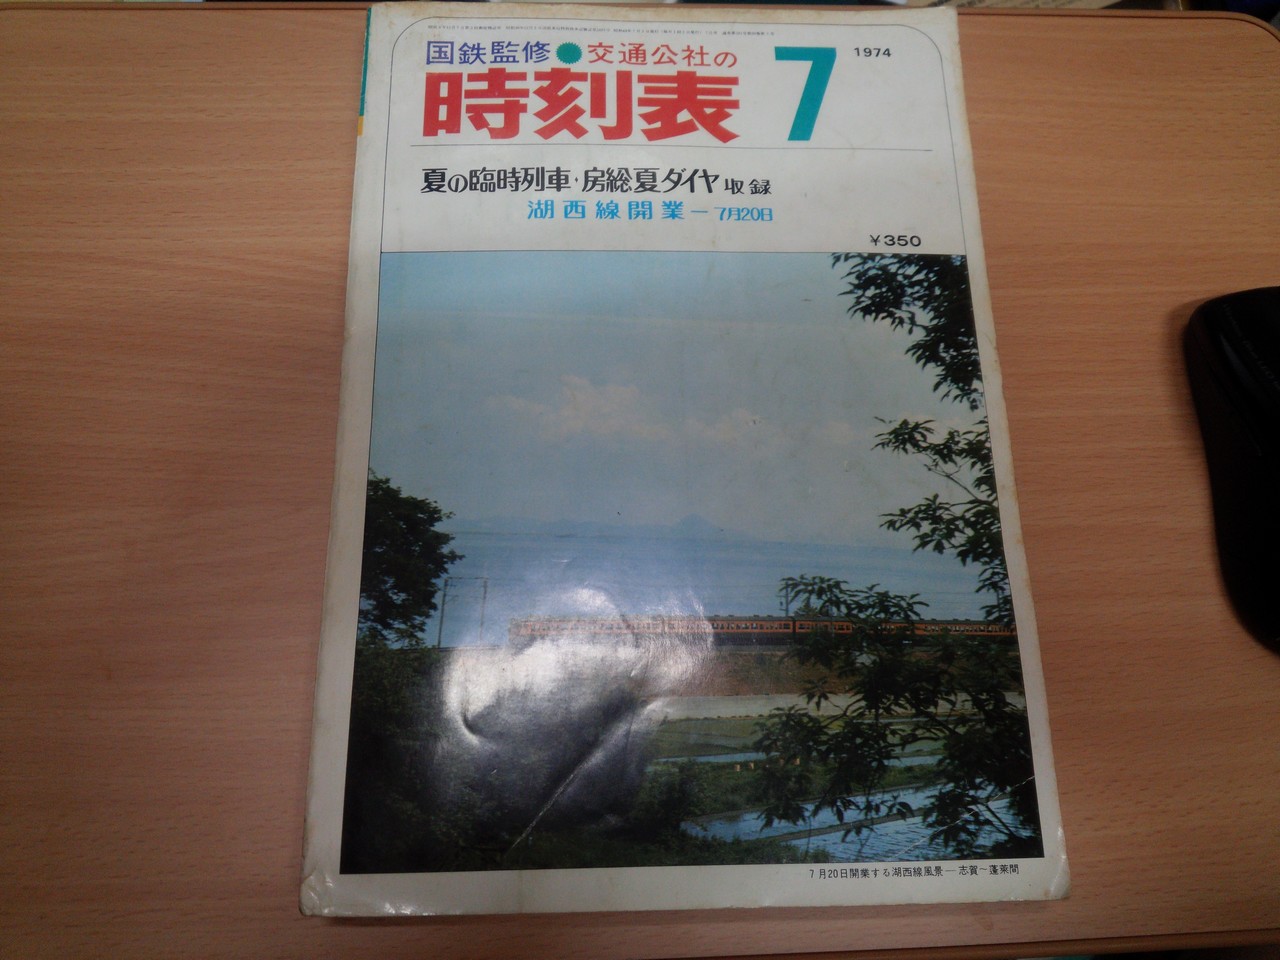 国鉄監修●交通公社の
時刻表
7
1974
夏の臨時列車・房総夏ダイヤ収録
湖西線開業―7月20日
¥350
7月20日開業する湖西線風景―志賀〜蓬莱間